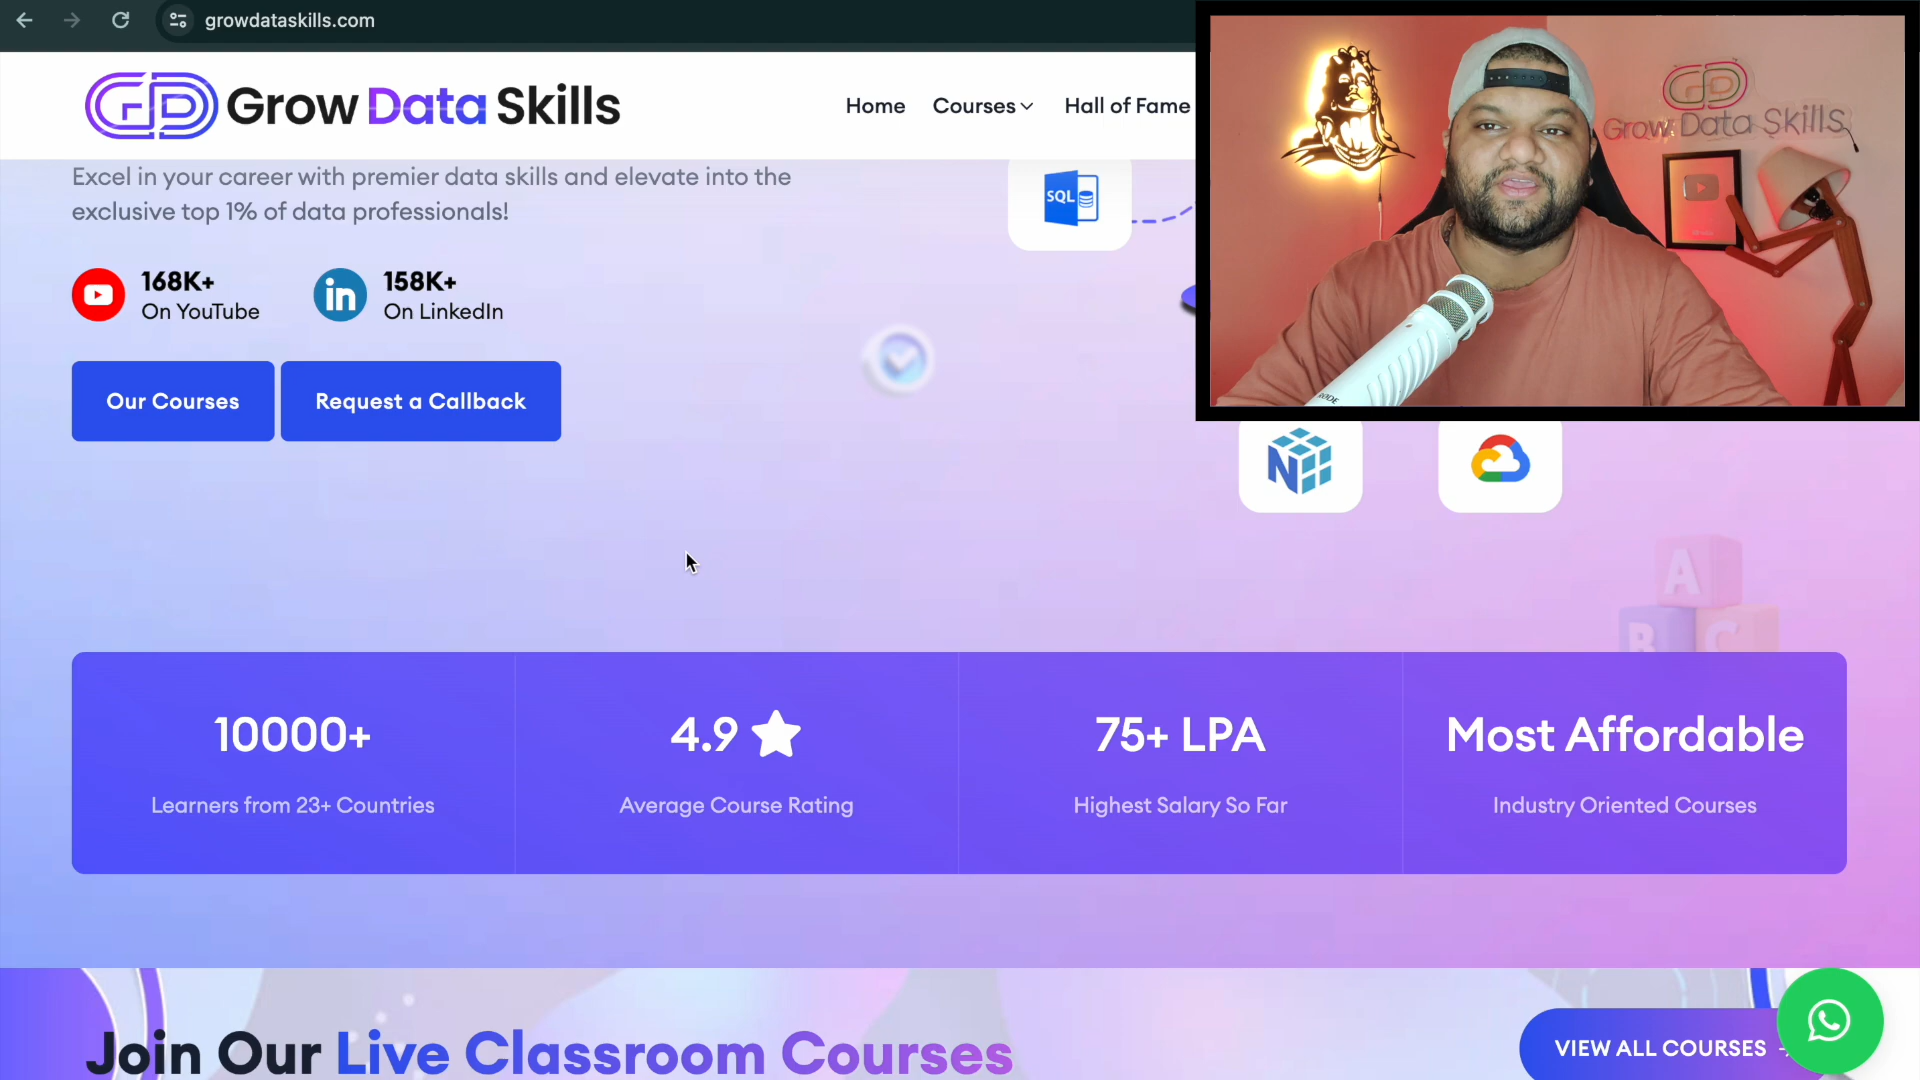 growdataskills.com
Grow Data Skills
Home
Courses
Hall of Fame
Excel in your career with premier data skills and elevate into the
exclusive top 1% of data professionals!
168K+
On YouTube
158K+
On LinkedIn
Our Courses
Request a Callback
SQL
N
Grow Data Skills
RODE
A
B
C
10000+
Learners from 23+ Countries
4.9
Average Course Rating
75+ LPA
Highest Salary So Far
Most Affordable
Industry Oriented Courses
Join Our Live Classroom Courses
VIEW ALL COURSES